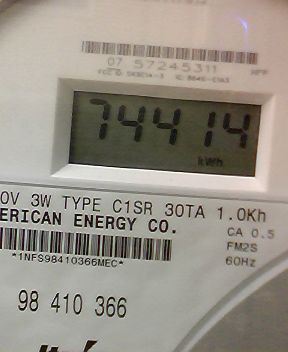 07 57245311
74414
kWh
0V 3W TYPE C1SR 30TA 1.0Kh
ERICAN ENERGY CO.
CA 0.5
FM2S
*1NFS98410366MEC*
60Hz
98 410 366